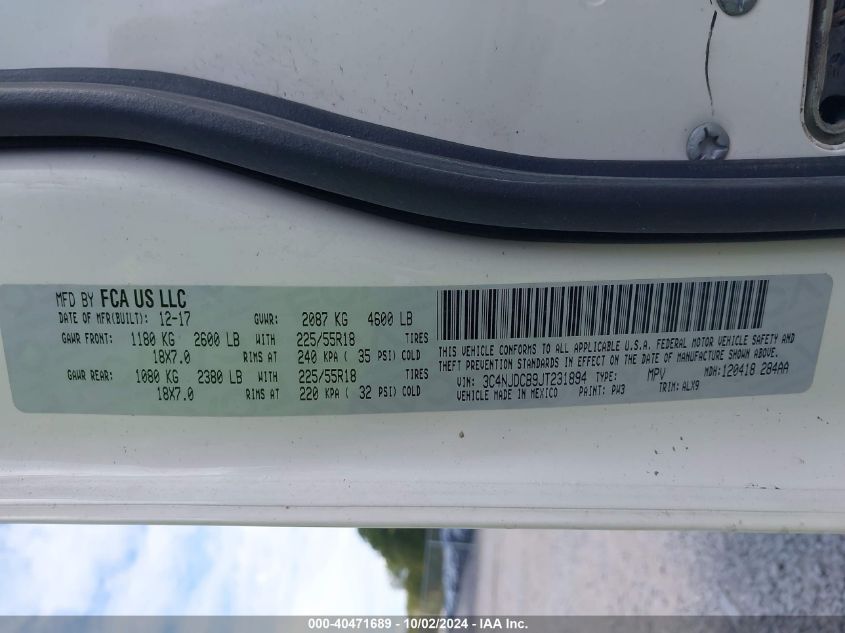 MFD BY FCA US LLC
DATE OF MFR(BUILT): 12-17 GVWR: 2087 KG 4600 LB
GAWR FRONT: 1180 KG 2600 LB WITH 225/55R18 TIRES
18X7.0 RIMS AT 240 KPA ( 35 PSI) COLD
GAWR REAR: 1080 KG 2380 LB WITH 225/55R18 TIRES
18X7.0 RIMS AT 220 KPA ( 32 PSI) COLD
THIS VEHICLE CONFORMS TO ALL APPLICABLE U.S.A. FEDERAL MOTOR VEHICLE SAFETY AND
THEFT PREVENTION STANDARDS IN EFFECT ON THE DATE OF MANUFACTURE SHOWN ABOVE.
VIN: 3C4NJDCB9JT231894 TYPE: MPV MDH: 120418 284AA
VEHICLE MADE IN MEXICO PAINT: PW3 TRIM: ALX9
000-40471689 - 10/02/2024 - IAA Inc.